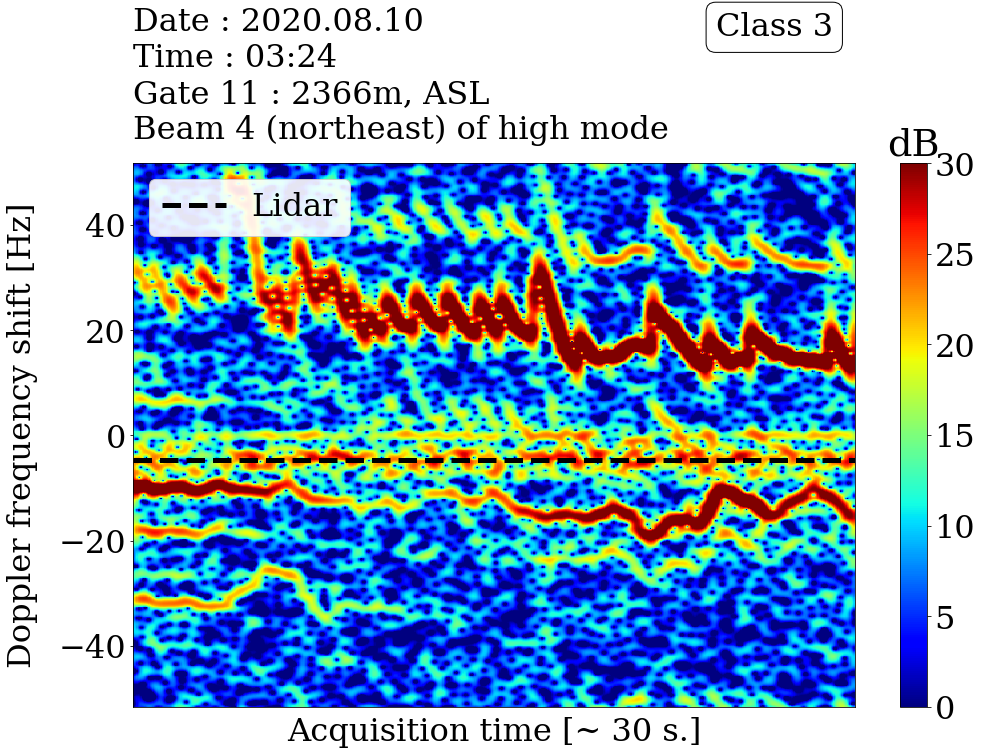 Date : 2020.08.10
Time : 03:24
Gate 11 : 2366m, ASL
Beam 4 (northeast) of high mode
Class 3
dB
Lidar
Doppler frequency shift [Hz]
40
20
0
−20
−40
30
25
20
15
10
5
0
Acquisition time [~ 30 s.]